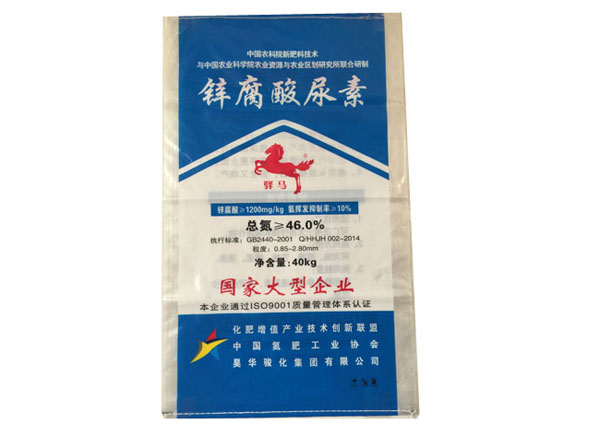 中国农科院新肥料技术
与中国农业科学院农业资源与农业区划研究所联合研制
锌腐酸尿素
驿马
锌腐酸≥1200mg/kg 氨挥发抑制率≥10%
总氮≥46.0%
执行标准：GB2440-2001 Q/HHJH 002-2014
粒度：0.85-2.80mm
净含量:40kg
国家大型企业
本企业通过ISO9001质量管理体系认证
化肥增值产业技术创新联盟
中国氮肥工业协会
昊华骏化集团有限公司